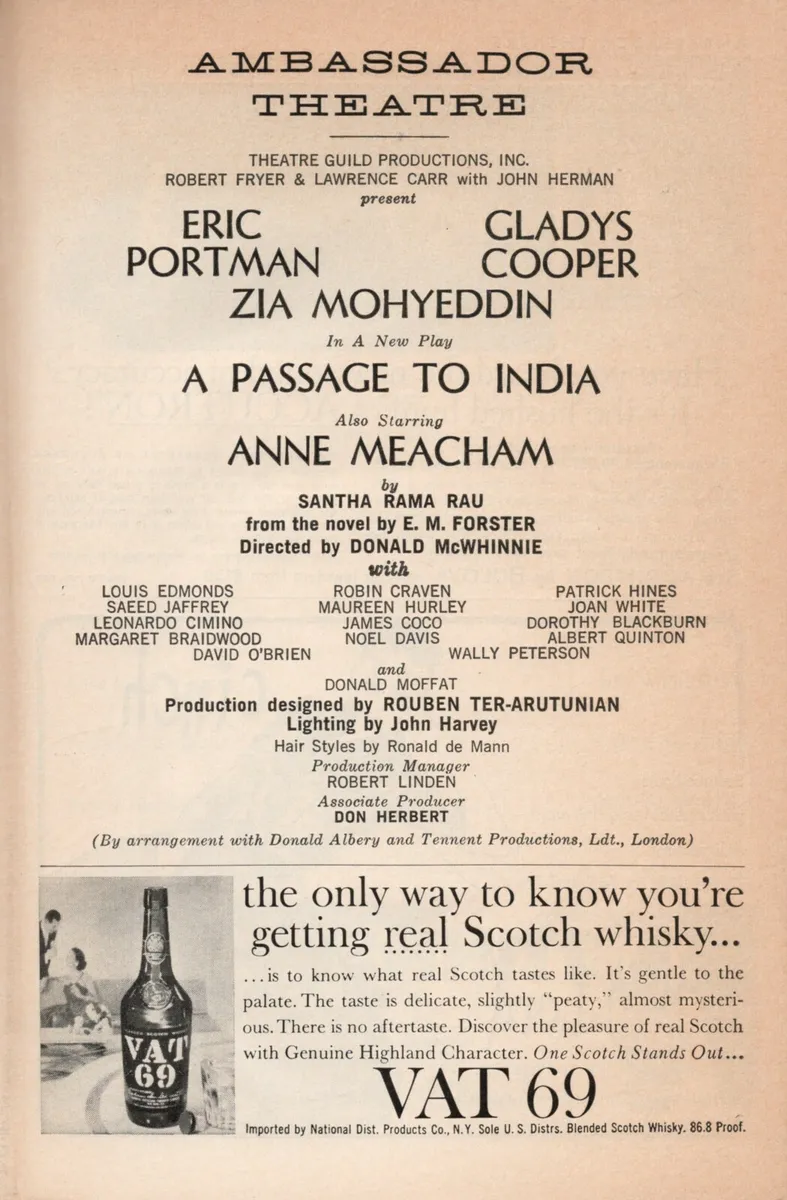 AMBASSADOR
THEATRE
THEATRE GUILD PRODUCTIONS, INC.
ROBERT FRYER & LAWRENCE CARR with JOHN HERMAN
present
ERIC GLADYS
PORTMAN COOPER
ZIA MOHYEDDIN
In A New Play
A PASSAGE TO INDIA
Also Starring
ANNE MEACHAM
by
SANTHA RAMA RAU
from the novel by E. M. FORSTER
Directed by DONALD McWHINNIE
with
LOUIS EDMONDS ROBIN CRAVEN PATRICK HINES
SAEED JAFFREY MAUREEN HURLEY JOAN WHITE
LEONARDO CIMINO JAMES COCO DOROTHY BLACKBURN
MARGARET BRAIDWOOD NOEL DAVIS ALBERT QUINTON
DAVID O'BRIEN WALLY PETERSON
and
DONALD MOFFAT
Production designed by ROUBEN TER-ARUTUNIAN
Lighting by John Harvey
Hair Styles by Ronald de Mann
Production Manager
ROBERT LINDEN
Associate Producer
DON HERBERT
(By arrangement with Donald Albery and Tennent Productions, Ldt., London)
the only way to know you're
getting real Scotch whisky...
...is to know what real Scotch tastes like. It's gentle to the
palate. The taste is delicate, slightly "peaty," almost mysteri-
ous. There is no aftertaste. Discover the pleasure of real Scotch
with Genuine Highland Character. One Scotch Stands Out...
VAT 69
Imported by National Dist. Products Co., N.Y. Sole U. S. Distrs. Blended Scotch Whisky. 86.8 Proof.
VAT
69